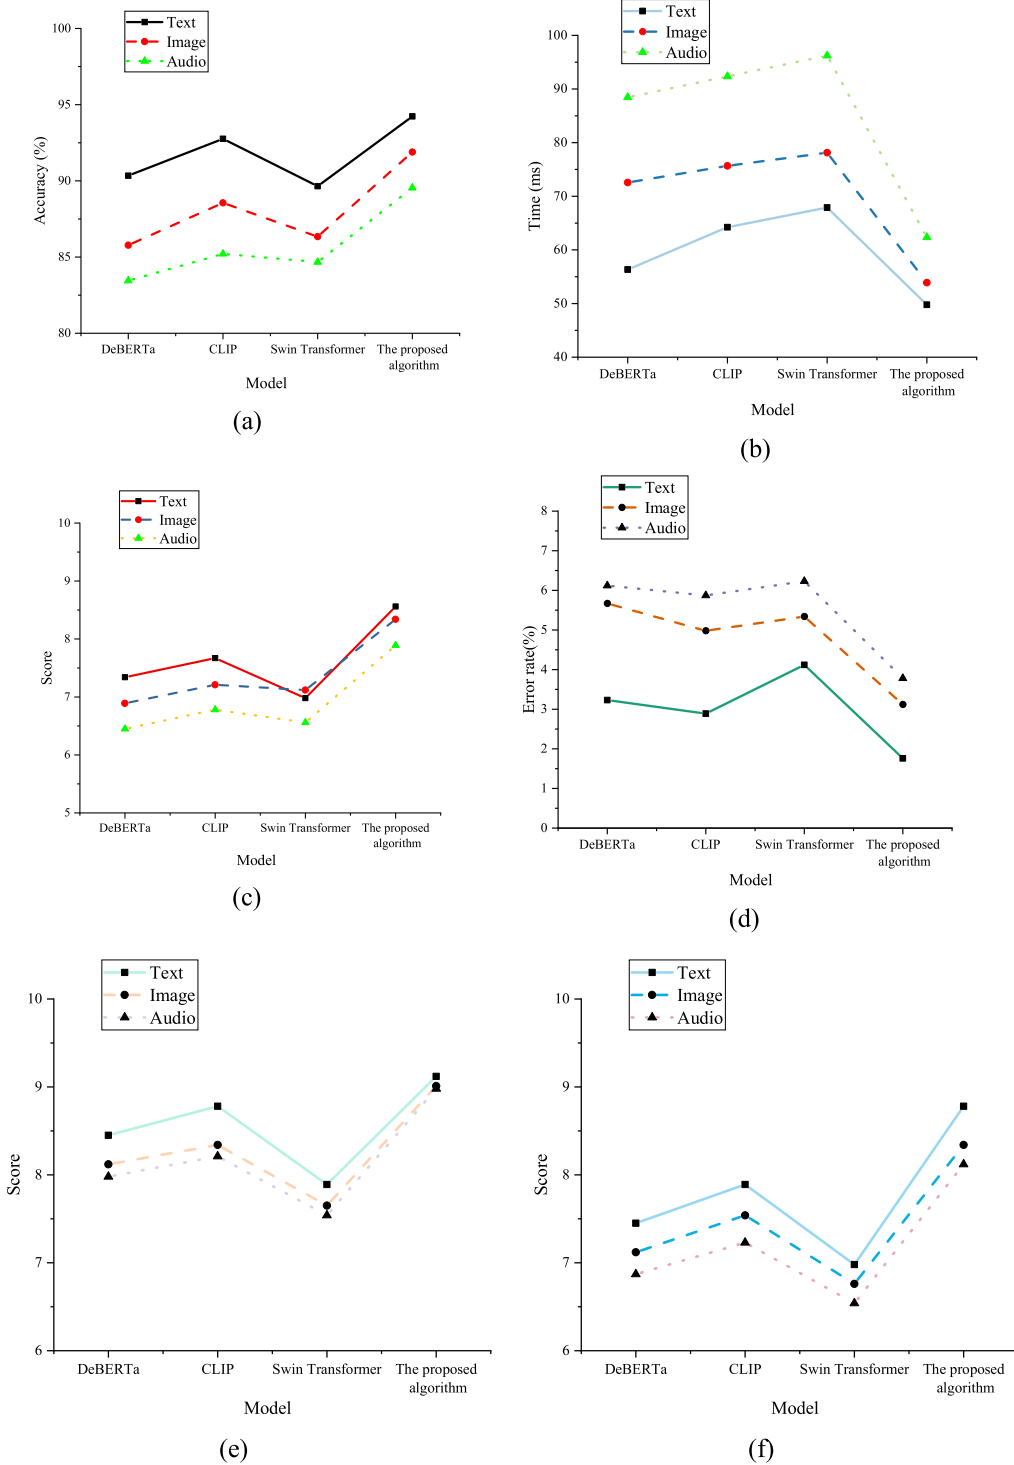 Text
Image
Audio
100
95
90
85
80
Accuracy (%)
DeBERTa
CLIP
Swin Transformer
The proposed
algorithm
Model
(a)
Text
Image
Audio
100
90
80
70
60
50
40
Time (ms)
DeBERTa
CLIP
Swin Transformer
The proposed
algorithm
Model
(b)
Text
Image
Audio
10
9
8
7
6
5
Score
DeBERTa
CLIP
Swin Transformer
The proposed
algorithm
Model
(c)
Text
Image
Audio
8
7
6
5
4
3
2
1
0
Error rate(%)
DeBERTa
CLIP
Swin Transformer
The proposed
algorithm
Model
(d)
Text
Image
Audio
10
9
8
7
6
Score
DeBERTa
CLIP
Swin Transformer
The proposed
algorithm
Model
(e)
Text
Image
Audio
10
9
8
7
6
Score
DeBERTa
CLIP
Swin Transformer
The proposed
algorithm
Model
(f)